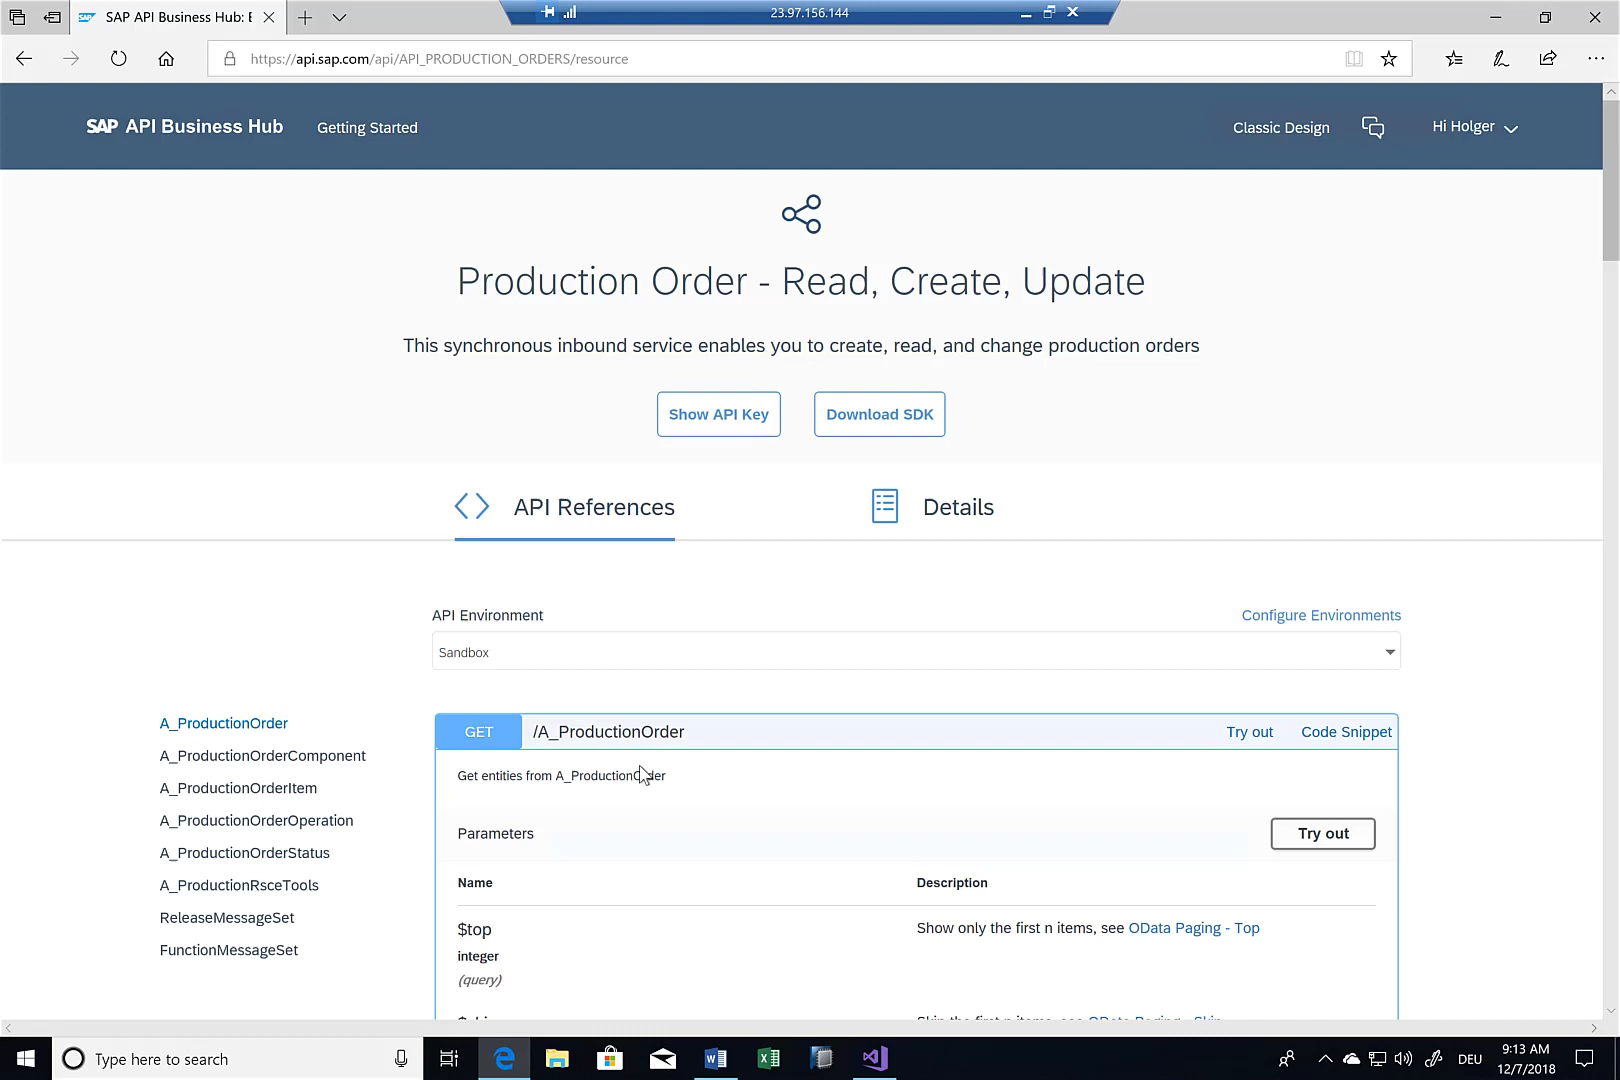 SAP API Business Hub: E
23.97.156.144
https://api.sap.com/api/API_PRODUCTION_ORDERS/resource
SAP API Business Hub
Getting Started
Classic Design
Hi Holger
Production Order - Read, Create, Update
This synchronous inbound service enables you to create, read, and change production orders
Show API Key
Download SDK
API References
Details
API Environment
Configure Environments
Sandbox
A_ProductionOrder
A_ProductionOrderComponent
A_ProductionOrderItem
A_ProductionOrderOperation
A_ProductionOrderStatus
A_ProductionRsceTools
ReleaseMessageSet
FunctionMessageSet
GET /A_ProductionOrder Try out Code Snippet
Get entities from A_ProductionOrder
Parameters Try out
Name Description
$top Show only the first n items, see OData Paging - Top
integer
(query)
Skip the first n items, see OData Paging - Skip
Type here to search
DEU
9:13 AM
12/7/2018